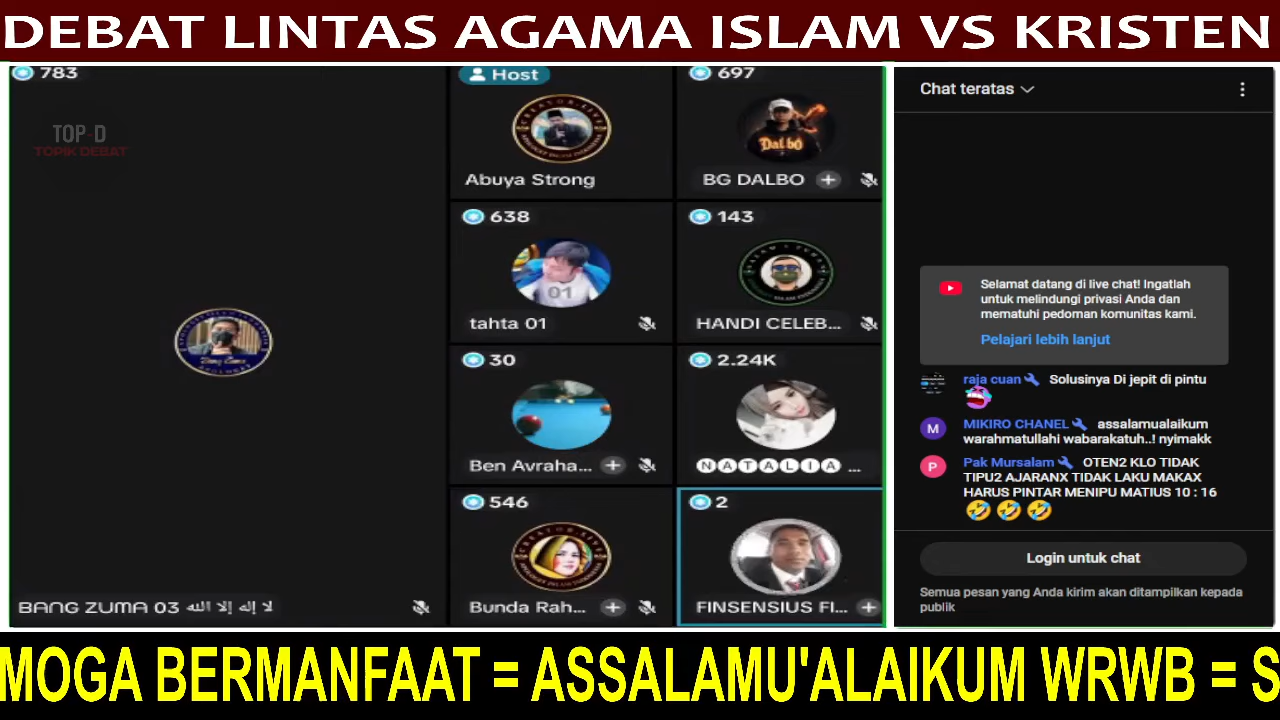 DEBAT LINTAS AGAMA ISLAM VS KRISTEN
783
TOP-D
TOPIK DEBAT
BANG ZUMA 03 لا إله إلا الله
Host
Abuya Strong
697
Dalbo
BG DALBO
638
01
tahta 01
143
HANDI CELEB...
30
Ben Avraha...
2.24K
🅝🅐🅣🅐🅛🅘🅐 ...
546
Bunda Rah...
2
FINSENSIUS FI...
Chat teratas
Selamat datang di live chat! Ingatlah
untuk melindungi privasi Anda dan
mematuhi pedoman komunitas kami.
Pelajari lebih lanjut
raja cuan Solusinya Di jepit di pintu
M
MIKIRO CHANEL assalamualaikum
warahmatullahi wabarakatuh..! nyimakk
P
Pak Mursalam OTEN2 KLO TIDAK
TIPU2 AJARANX TIDAK LAKU MAKAX
HARUS PINTAR MENIPU MATIUS 10 : 16
🤣🤣🤣
Login untuk chat
Semua pesan yang Anda kirim akan ditampilkan kepada
publik
MOGA BERMANFAAT = ASSALAMU'ALAIKUM WRWB = S